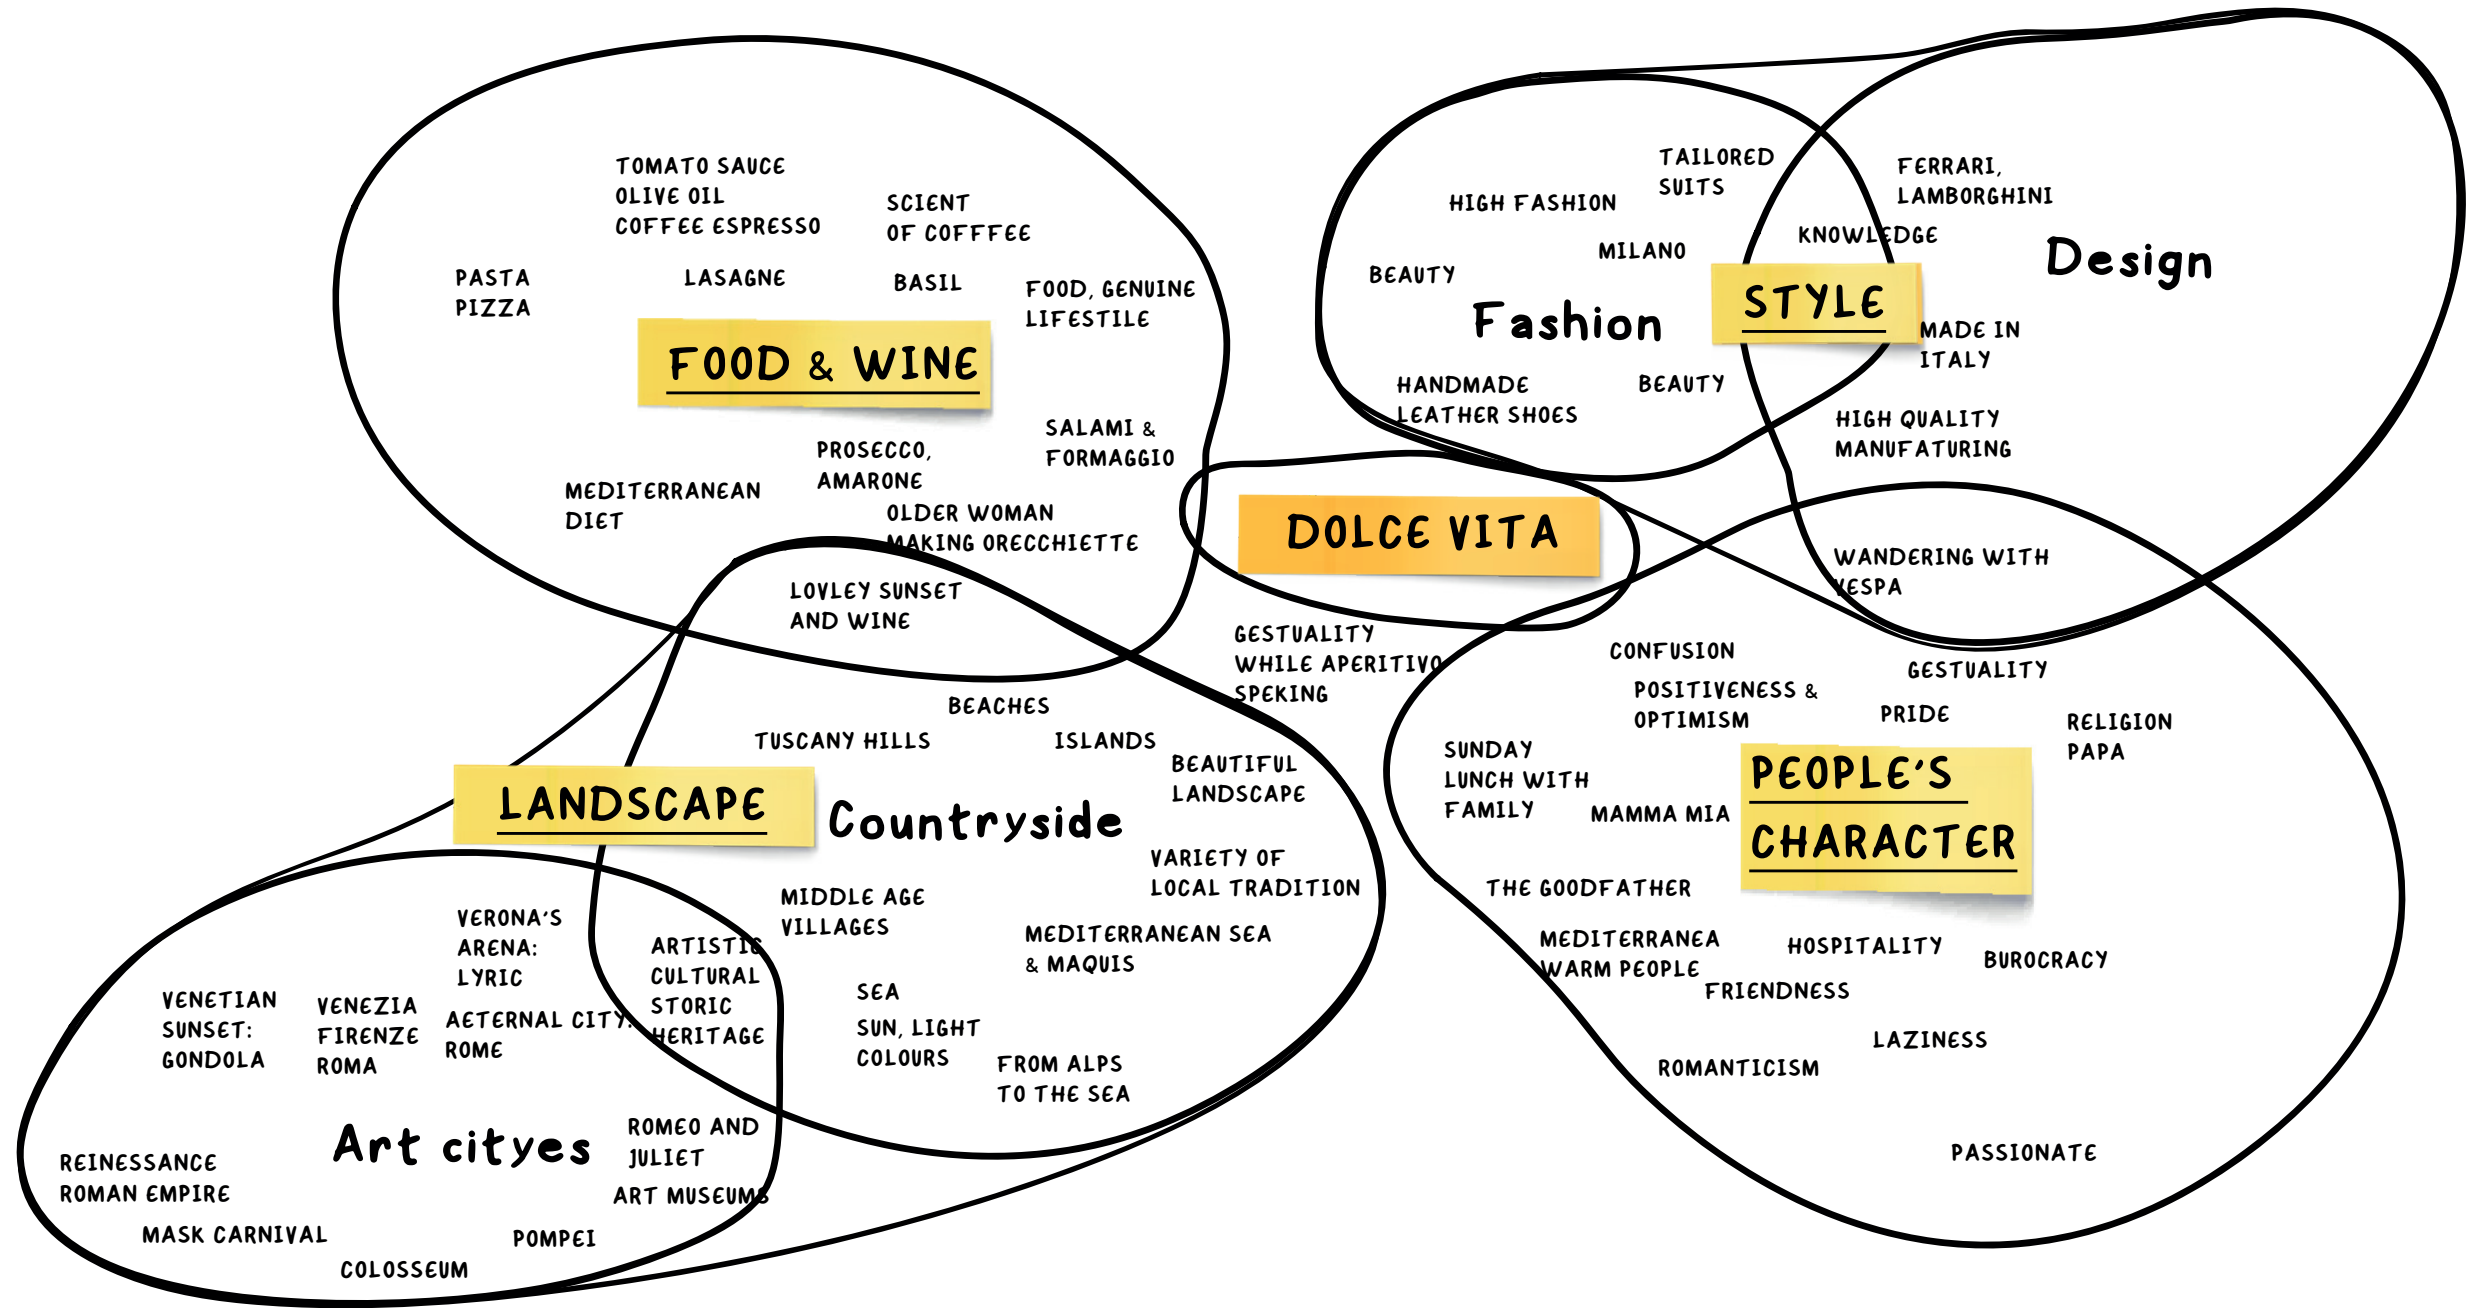 TOMATO SAUCE
OLIVE OIL
COFFEE ESPRESSO
SCIENT
OF COFFFEE
PASTA
PIZZA
LASAGNE
BASIL
FOOD, GENUINE
LIFESTILE
FOOD & WINE
SALAMI &
FORMAGGIO
PROSECCO,
AMARONE
MEDITERRANEAN
DIET
OLDER WOMAN
MAKING ORECCHIETTE
LOVLEY SUNSET
AND WINE
TAILORED
SUITS
HIGH FASHION
MILANO
BEAUTY
Fashion
HANDMADE
LEATHER SHOES
BEAUTY
FERRARI,
LAMBORGHINI
KNOWLEDGE
Design
STYLE
MADE IN
ITALY
HIGH QUALITY
MANUFATURING
DOLCE VITA
WANDERING WITH
VESPA
GESTUALITY
WHILE APERITIVO
SPEKING
BEACHES
TUSCANY HILLS
ISLANDS
BEAUTIFUL
LANDSCAPE
LANDSCAPE
Countryside
VARIETY OF
LOCAL TRADITION
MIDDLE AGE
VILLAGES
MEDITERRANEAN SEA
& MAQUIS
SEA
SUN, LIGHT
COLOURS
FROM ALPS
TO THE SEA
VERONA'S
ARENA:
LYRIC
ARTISTIC
CULTURAL
STORIC
HERITAGE
VENETIAN
SUNSET:
GONDOLA
VENEZIA
FIRENZE
ROMA
AETERNAL CITY:
ROME
Art cityes
ROMEO AND
JULIET
REINESSANCE
ROMAN EMPIRE
ART MUSEUMS
MASK CARNIVAL
POMPEI
COLOSSEUM
CONFUSION
GESTUALITY
POSITIVENESS &
OPTIMISM
PRIDE
RELIGION
PAPA
SUNDAY
LUNCH WITH
FAMILY
MAMMA MIA
PEOPLE'S
CHARACTER
THE GOODFATHER
MEDITERRANEA
WARM PEOPLE
HOSPITALITY
BUROCRACY
FRIENDNESS
LAZINESS
ROMANTICISM
PASSIONATE